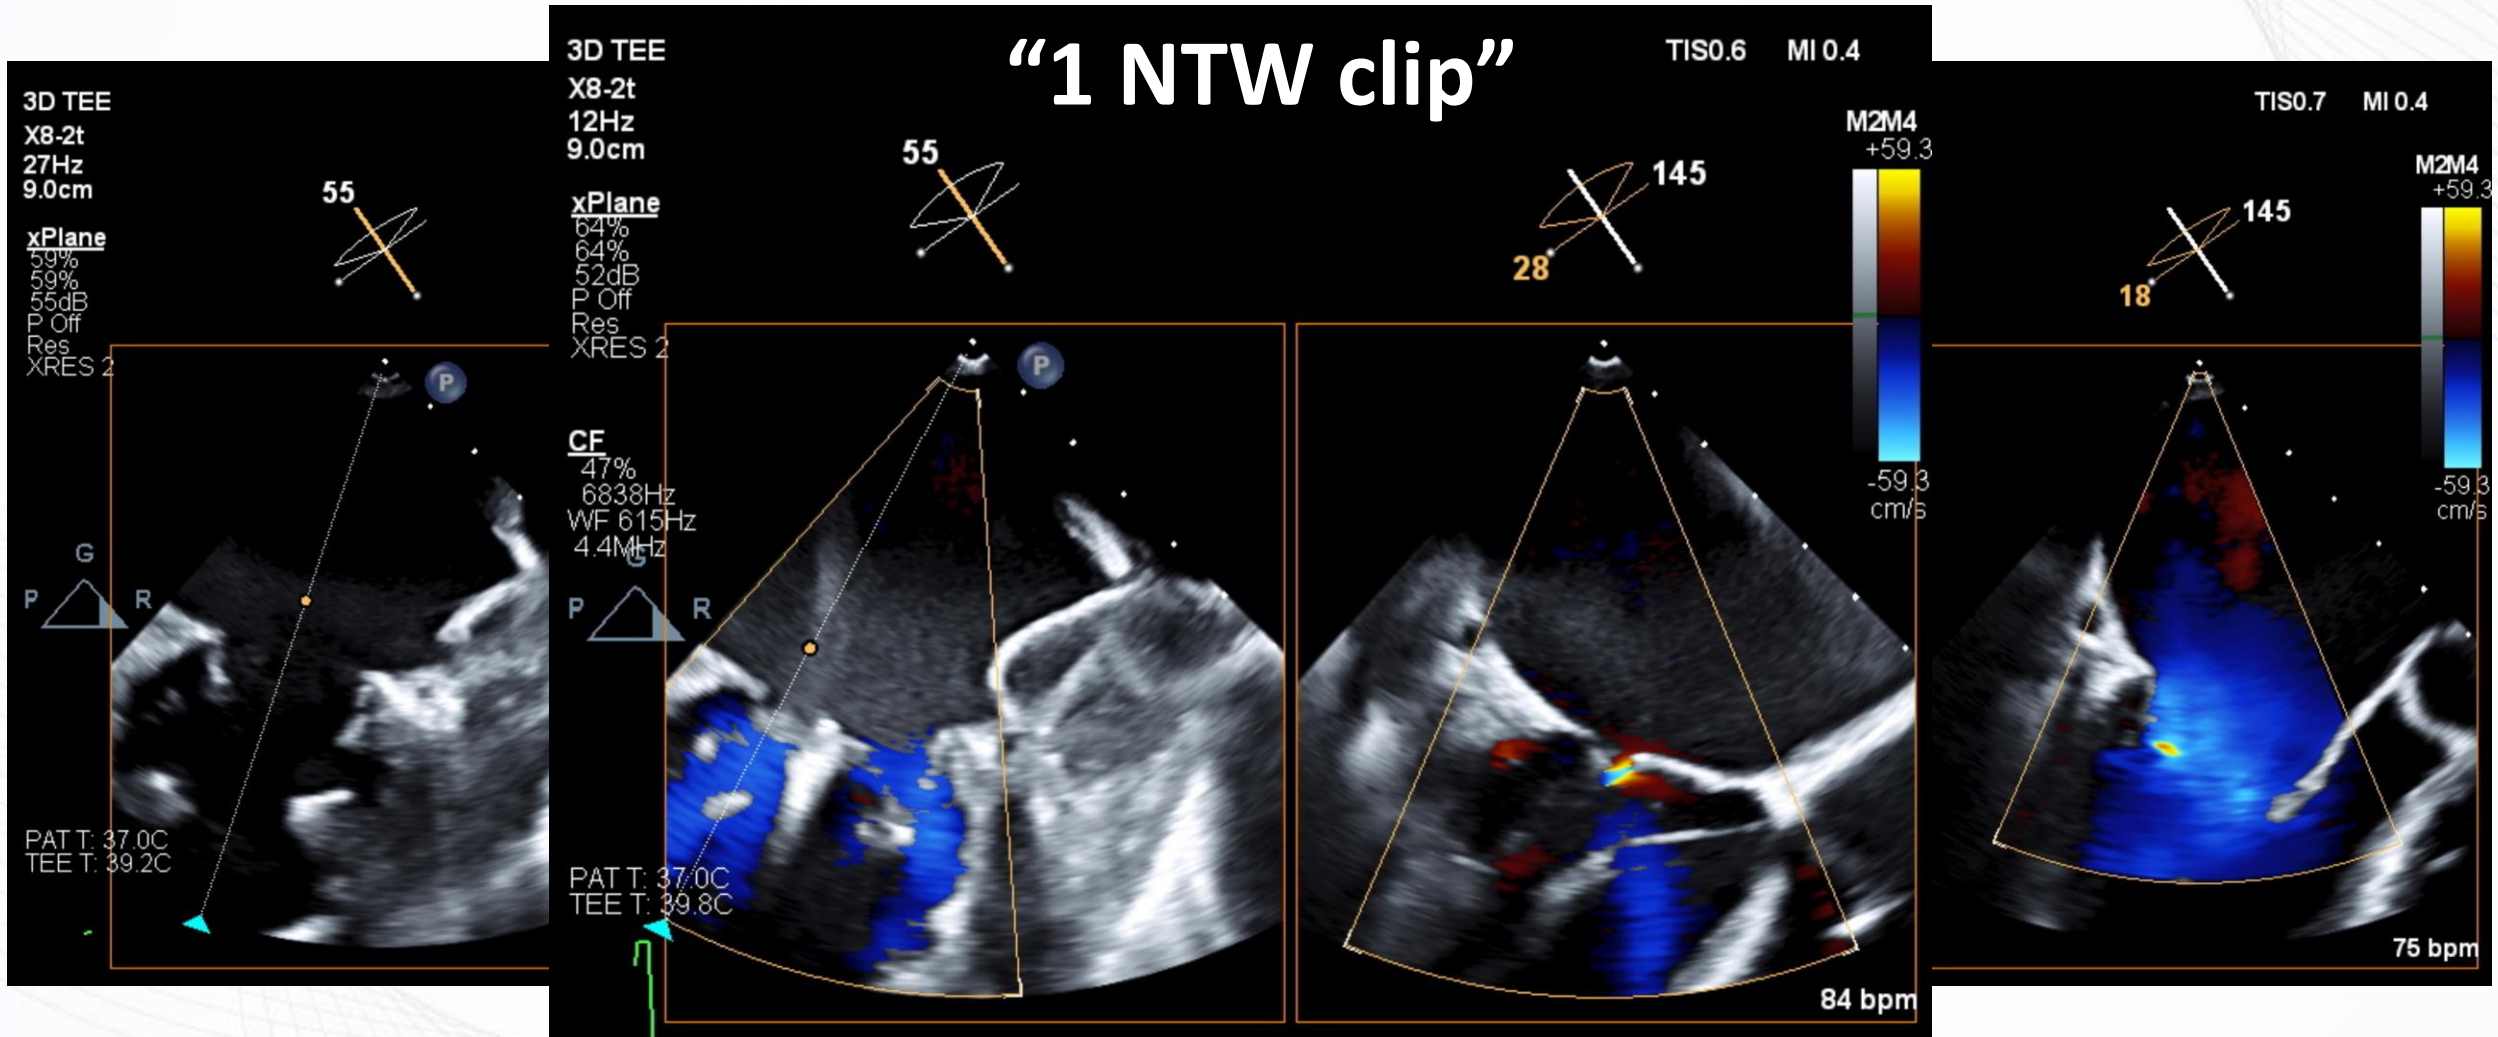 3D TEE
X8-2t
27Hz
9.0cm
xPlane
59%
59%
55dB
P Off
Res
XRES 2
55
P
G
P
R
PAT T: 37.0C
TEE T: 39.2C
“1 NTW clip”
3D TEE
X8-2t
12Hz
9.0cm
xPlane
64%
64%
52dB
P Off
Res
XRES 2
CF
47%
6838Hz
WF 615Hz
4.4MHz
TIS0.6 MI 0.4
55
P
G
P
R
145
28
M2M4
+59.3
-59.3
cm/s
PAT T: 37.0C
TEE T: 39.8C
84 bpm
TIS0.7 MI 0.4
M2M4
+59.3
145
18
-59.3
cm/s
75 bpm